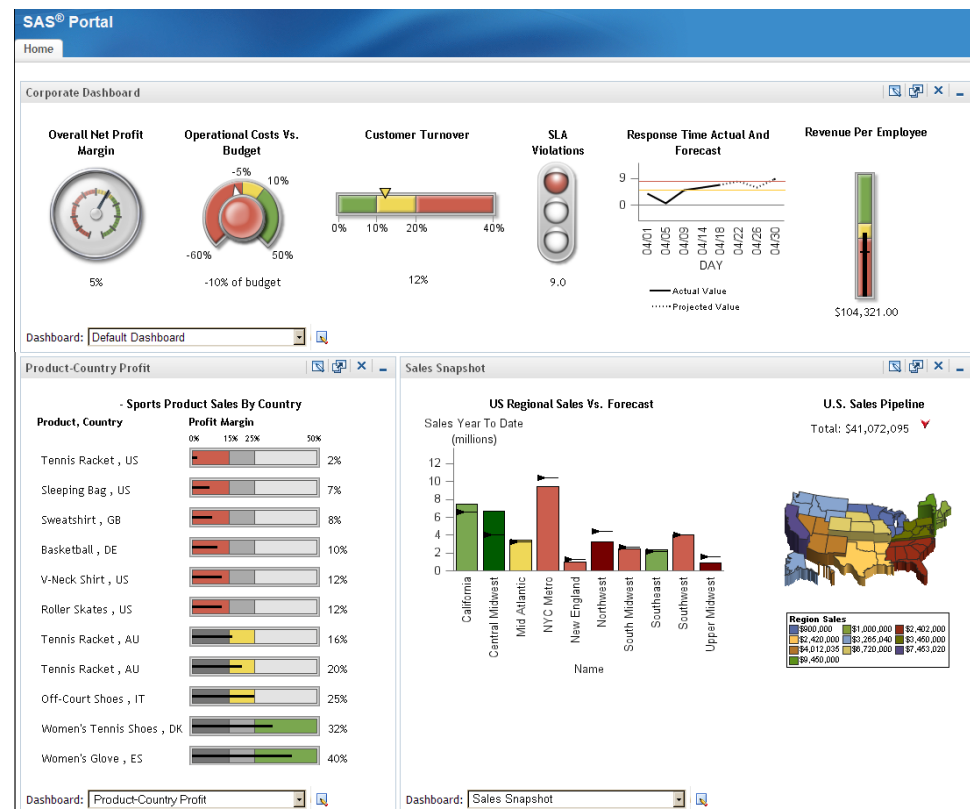 SAS® Portal
Home
Corporate Dashboard
Overall Net Profit Margin
5%
Operational Costs Vs. Budget
-5%
10%
-60%
50%
-10% of budget
Customer Turnover
0% 10% 20% 40%
12%
SLA Violations
9.0
Response Time Actual And Forecast
9
0
04/01 04/05 04/09 04/14 04/18 04/22 04/26 04/30
DAY
Actual Value
Projected Value
Revenue Per Employee
$104,321.00
Dashboard: Default Dashboard
Product-Country Profit
- Sports Product Sales By Country
Product, Country Profit Margin
0% 15% 25% 50%
Tennis Racket , US 2%
Sleeping Bag , US 7%
Sweatshirt , GB 8%
Basketball , DE 10%
V-Neck Shirt , US 12%
Roller Skates , US 12%
Tennis Racket , AU 16%
Tennis Racket , AU 20%
Off-Court Shoes , IT 25%
Women's Tennis Shoes , DK 32%
Women's Glove , ES 40%
Dashboard: Product-Country Profit
Sales Snapshot
US Regional Sales Vs. Forecast
Sales Year To Date
(millions)
12
10
8
6
4
2
0
California
Central Midwest
Mid Atlantic
NYC Metro
New England
Northwest
South Midwest
Southeast
Southwest
Upper Midwest
Name
U.S. Sales Pipeline
Total: $41,072,095
Region Sales
$900,000 $1,000,000 $2,402,000
$2,420,000 $3,265,040 $3,450,000
$4,012,035 $6,720,000 $7,453,020
$9,450,000
Dashboard: Sales Snapshot